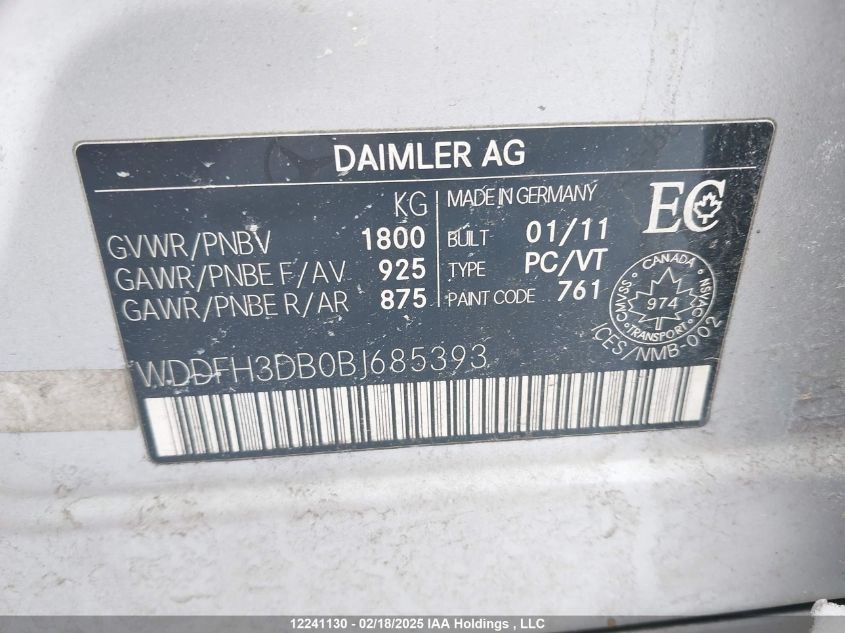 DAIMLER AG
KG
GVWR/PNBV 1800
GAWR/PNBE F/AV 925
GAWR/PNBE R/AR 875
MADE IN GERMANY
BUILT 01/11
TYPE PC/VT
PAINT CODE 761
EC
CANADA
CMVSS NSVAC
974
TRANSPORT
ICES/NMB-002
WDDFH3DB0BJ685393
12241130 - 02/18/2025 IAA Holdings , LLC